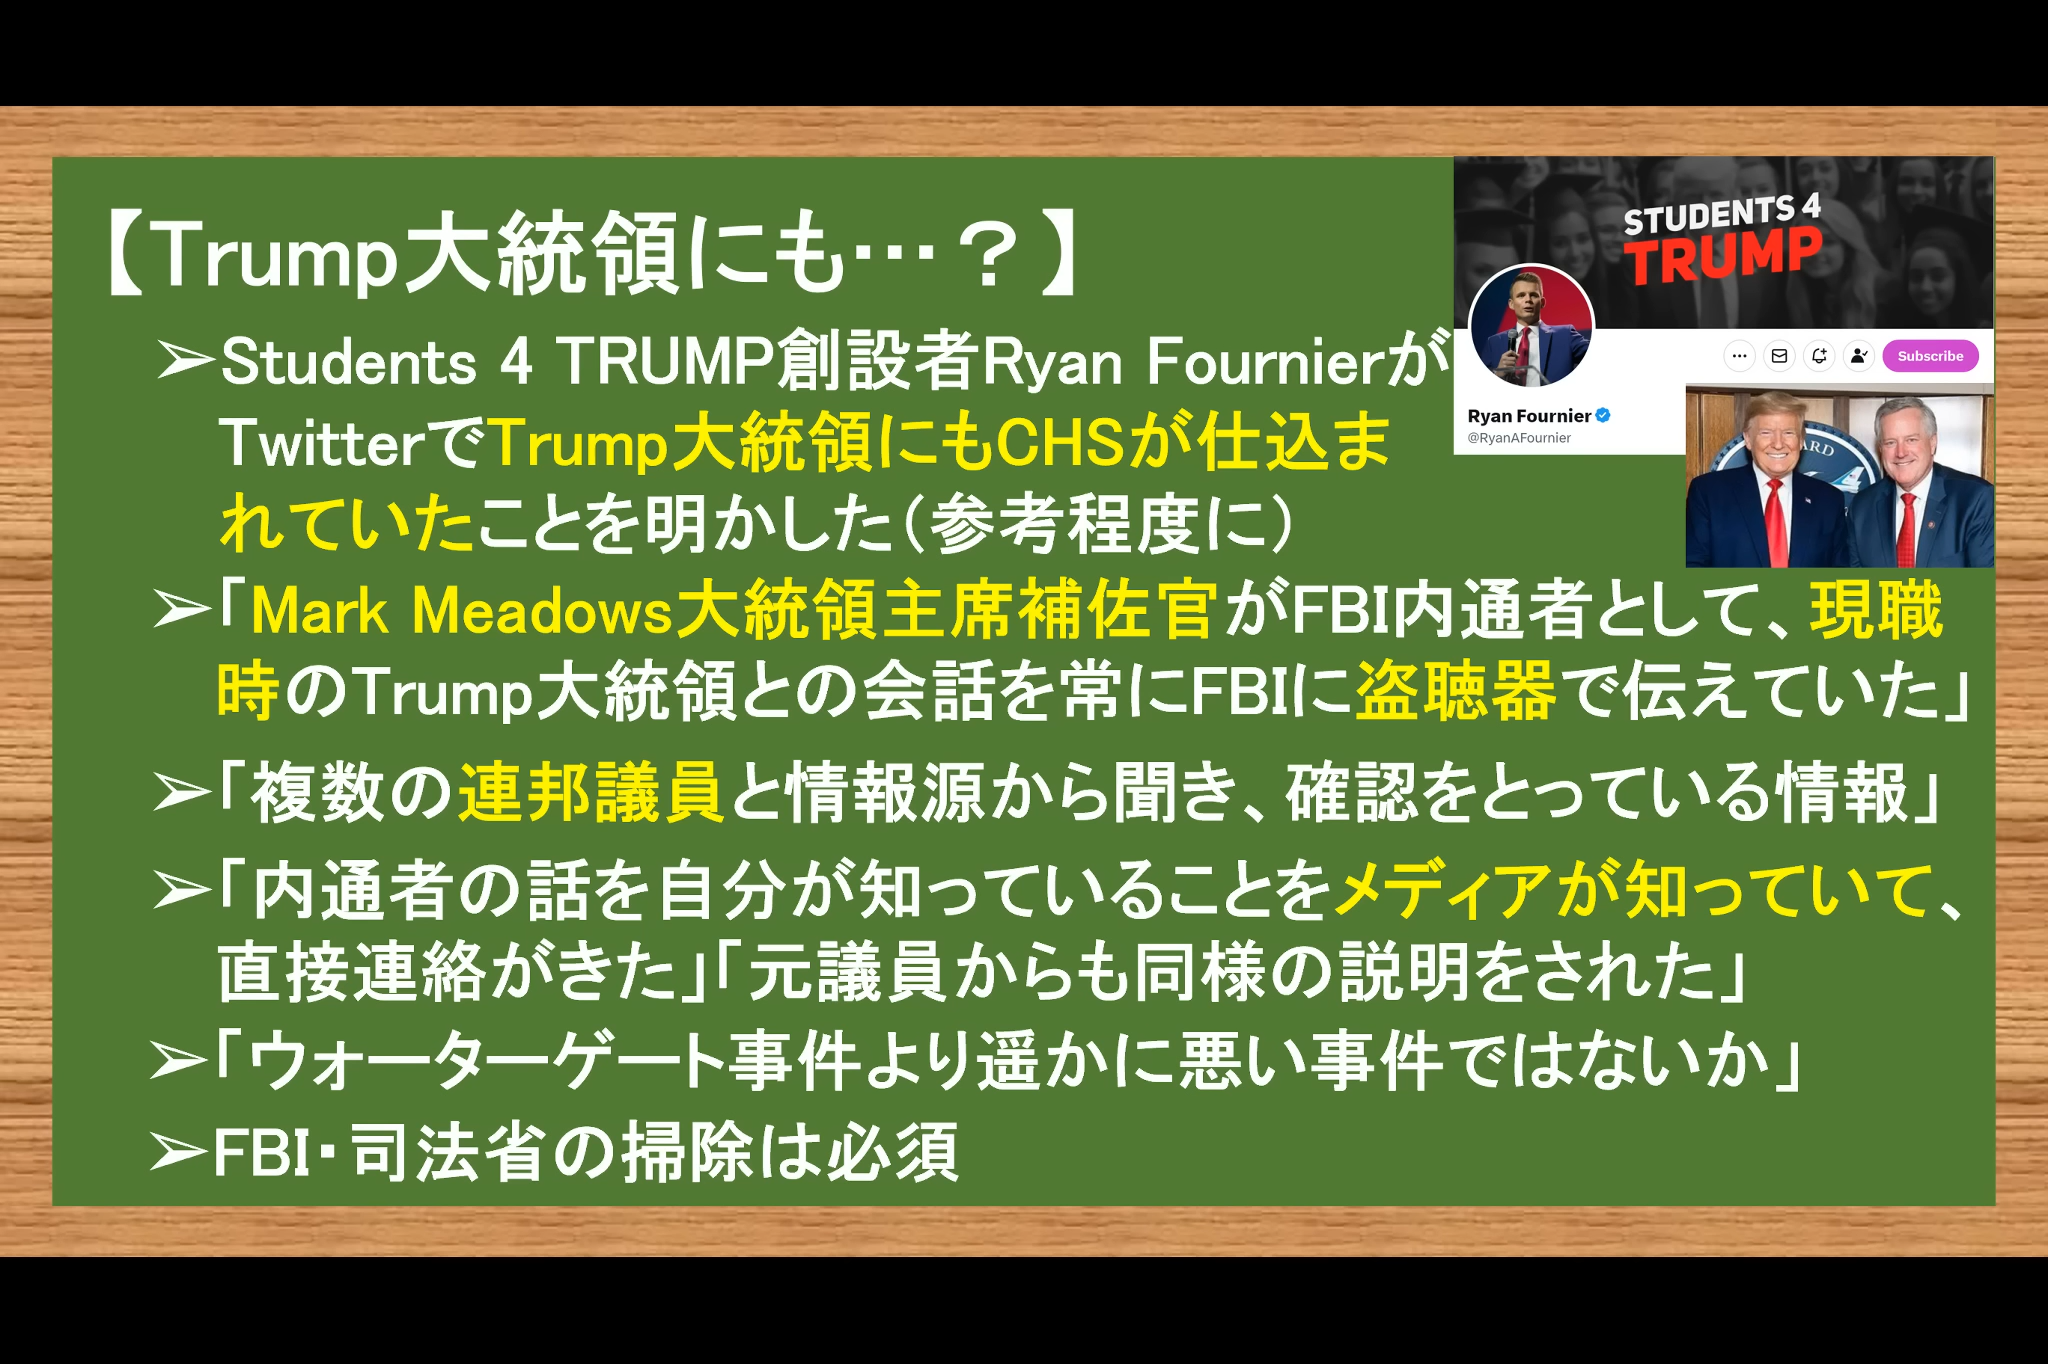 【Trump大統領にも…？】
➢Students 4 TRUMP創設者Ryan Fournierが
TwitterでTrump大統領にもCHSが仕込ま
れていたことを明かした（参考程度に）
➢「Mark Meadows大統領主席補佐官がFBI内通者として、現職
時のTrump大統領との会話を常にFBIに盗聴器で伝えていた」
➢「複数の連邦議員と情報源から聞き、確認をとっている情報」
➢「内通者の話を自分が知っていることをメディアが知っていて、
直接連絡がきた」「元議員からも同様の説明をされた」
➢「ウォーターゲート事件より遥かに悪い事件ではないか」
➢FBI・司法省の掃除は必須
STUDENTS 4
TRUMP
Subscribe
Ryan Fournier
@RyanAFournier
ARD